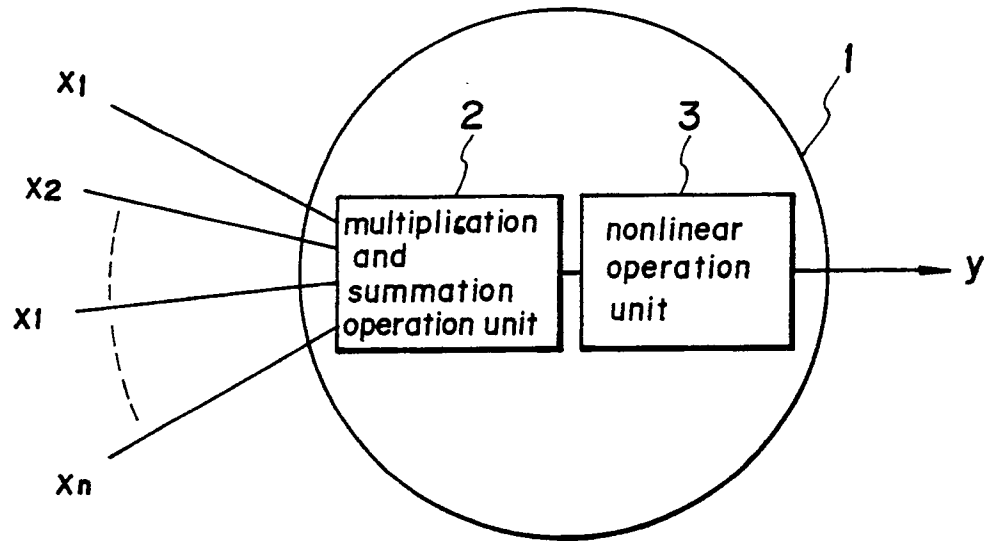 1
X1
2
3
X2
multiplication
and
summation
operation unit
nonlinear
operation
unit
y
X1
Xn